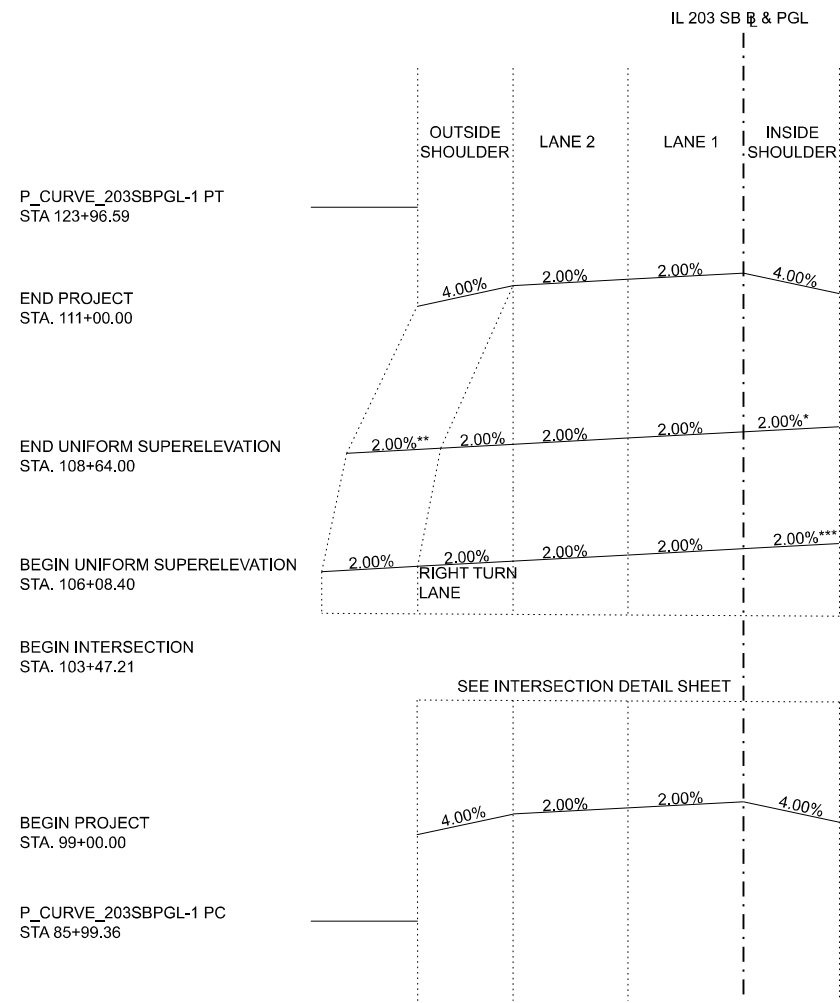 IL 203 SB ⅊ & PGL
OUTSIDE
SHOULDER
LANE 2
LANE 1
INSIDE
SHOULDER
P_CURVE_203SBPGL-1 PT
STA 123+96.59
END PROJECT
STA. 111+00.00
4.00%
2.00%
2.00%
4.00%
END UNIFORM SUPERELEVATION
STA. 108+64.00
2.00%**
2.00%
2.00%
2.00%
2.00%*
BEGIN UNIFORM SUPERELEVATION
STA. 106+08.40
2.00%
2.00%
2.00%
2.00%
2.00%***
RIGHT TURN
LANE
BEGIN INTERSECTION
STA. 103+47.21
SEE INTERSECTION DETAIL SHEET
BEGIN PROJECT
STA. 99+00.00
4.00%
2.00%
2.00%
4.00%
P_CURVE_203SBPGL-1 PC
STA 85+99.36